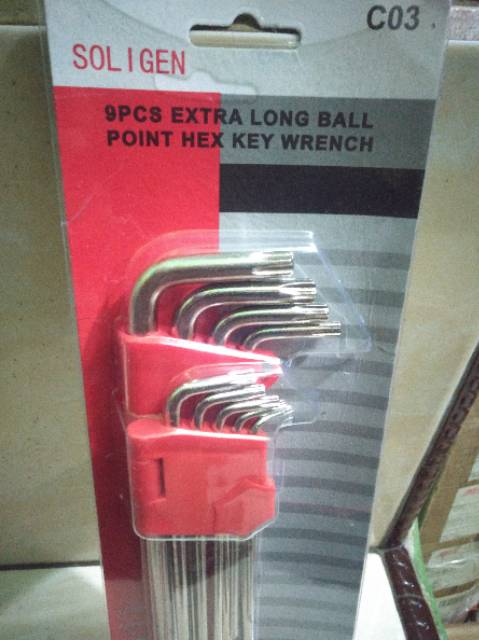 C03
SOLIGEN
9PCS EXTRA LONG BALL
POINT HEX KEY WRENCH